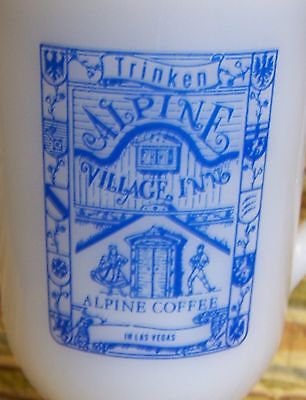 Trinken
ALPINE
VILLAGE INN
ALPINE COFFEE
IN LAS VEGAS